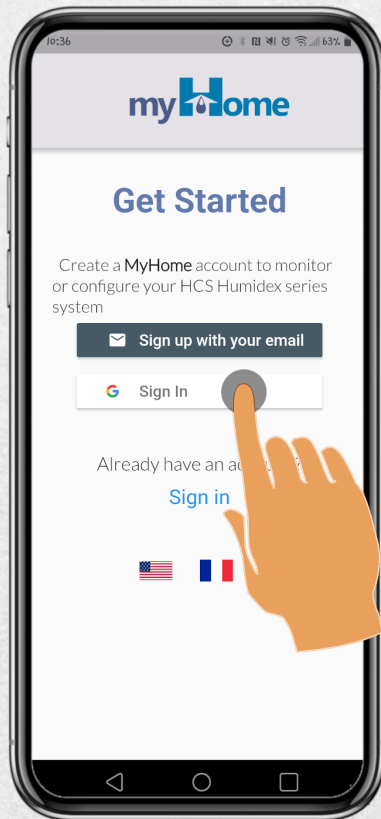 10:36
63%
myHome
Get Started
Create a MyHome account to monitor
or configure your HCS Humidex series
system
Sign up with your email
G Sign In
Already have an
Sign in